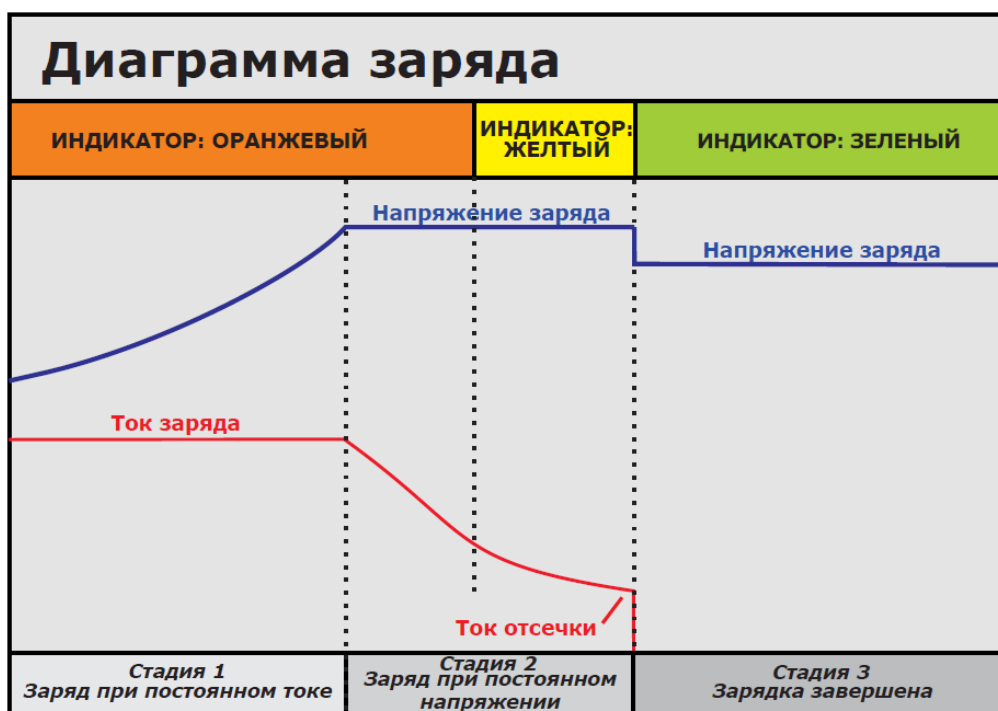 Диаграмма заряда
ИНДИКАТОР: ОРАНЖЕВЫЙ
ИНДИКАТОР:
ЖЕЛТЫЙ
ИНДИКАТОР: ЗЕЛЕНЫЙ
Напряжение заряда
Напряжение заряда
Ток заряда
Ток отсечки
Стадия 1
Заряд при постоянном токе
Стадия 2
Заряд при постоянном
напряжении
Стадия 3
Зарядка завершена